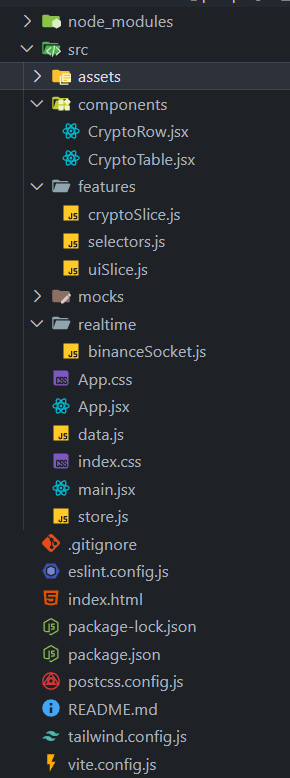 node_modules
src
assets
components
CryptoRow.jsx
CryptoTable.jsx
features
cryptoSlice.js
selectors.js
uiSlice.js
mocks
realtime
binanceSocket.js
App.css
App.jsx
data.js
index.css
main.jsx
store.js
.gitignore
eslint.config.js
index.html
package-lock.json
package.json
postcss.config.js
README.md
tailwind.config.js
vite.config.js